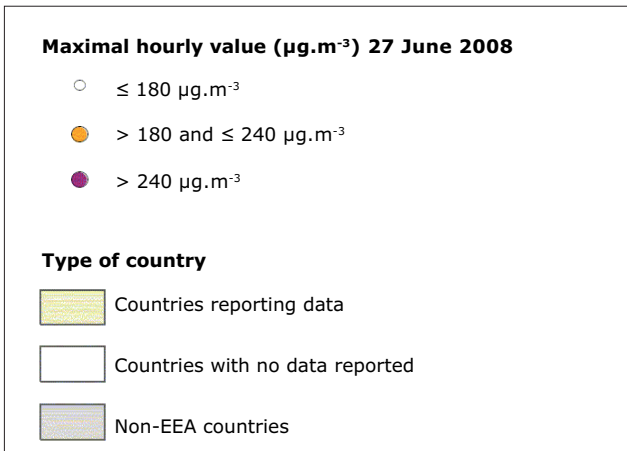 Maximal hourly value (µg.m⁻³) 27 June 2008
≤ 180 µg.m⁻³
> 180 and ≤ 240 µg.m⁻³
> 240 µg.m⁻³
Type of country
Countries reporting data
Countries with no data reported
Non-EEA countries